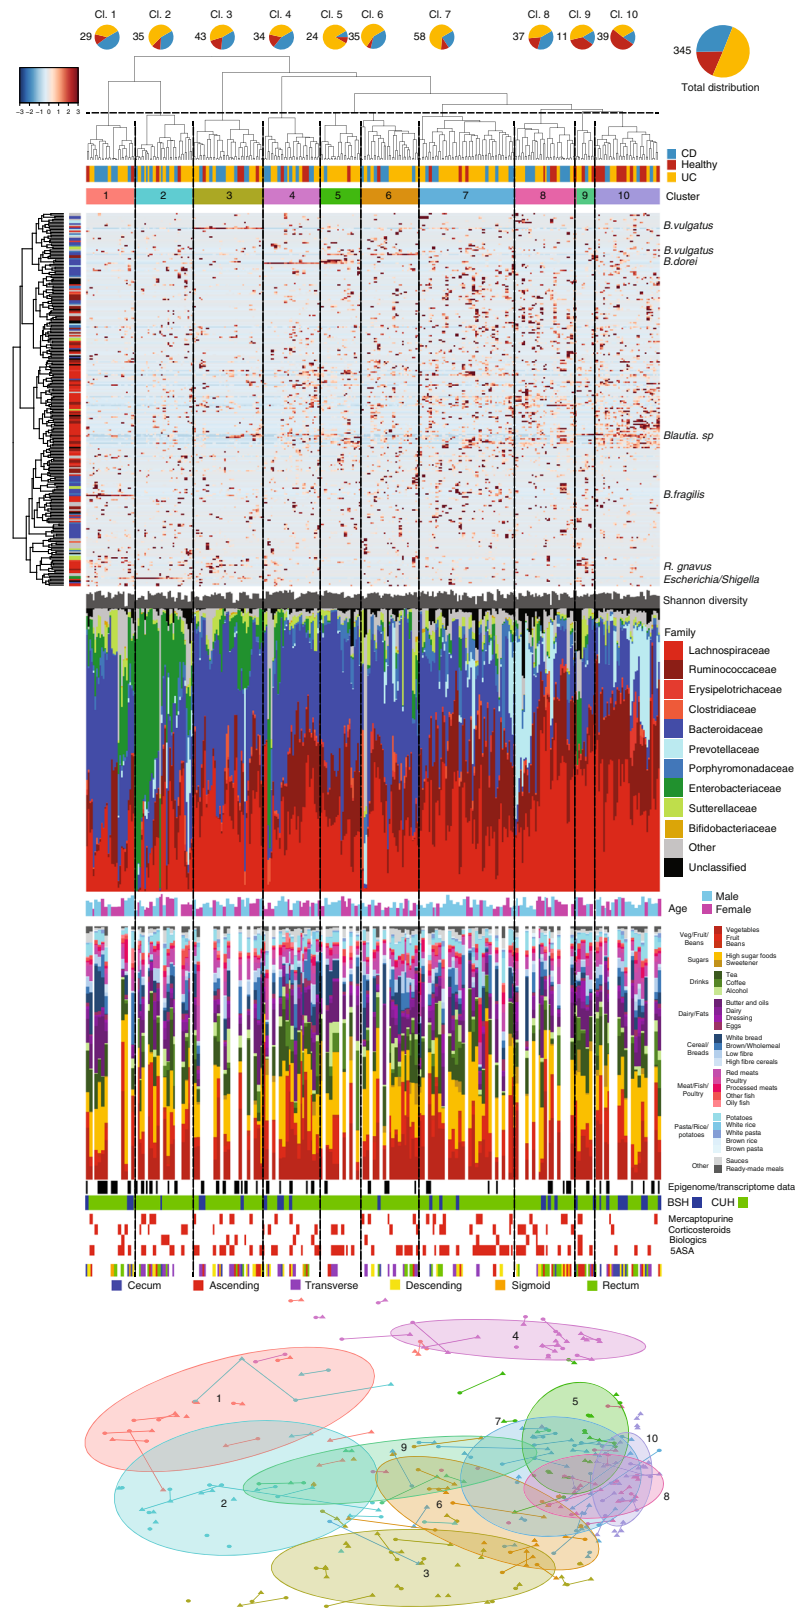 Cl. 1 Cl. 2 Cl. 3 Cl. 4 Cl. 5 Cl. 6 Cl. 7 Cl. 8 Cl. 9 Cl. 10
29 35 43 34 24 35 58 37 11 39
345
Total distribution
−3 −2 −1 0 1 2 3
CD
Healthy
UC
1 2 3 4 5 6 7 8 9 10 Cluster
B.vulgatus
B.vulgatus
B.dorei
Blautia. sp
B.fragilis
R. gnavus
Escherichia/Shigella
Shannon diversity
Family
Lachnospiraceae
Ruminococcaceae
Erysipelotrichaceae
Clostridiaceae
Bacteroidaceae
Prevotellaceae
Porphyromonadaceae
Enterobacteriaceae
Sutterellaceae
Bifidobacteriaceae
Other
Unclassified
Male
Age Female
Veg/Fruit/
Beans
Vegetables
Fruit
Beans
Sugars
High sugar foods
Sweetener
Drinks
Tea
Coffee
Alcohol
Dairy/Fats
Butter and oils
Dairy
Dressing
Eggs
Cereal/
Breads
White bread
Brown/Wholemeal
Low fibre
High fibre cereals
Meat/Fish/
Poultry
Red meats
Poultry
Processed meats
Other fish
Oily fish
Pasta/Rice/
potatoes
Potatoes
White rice
White pasta
Brown rice
Brown pasta
Other
Sauces
Ready-made meals
Epigenome/transcriptome data
BSH CUH
Mercaptopurine
Corticosteroids
Biologics
5ASA
Cecum Ascending Transverse Descending Sigmoid Rectum
4
1
5
7
10
9
8
2
6
3